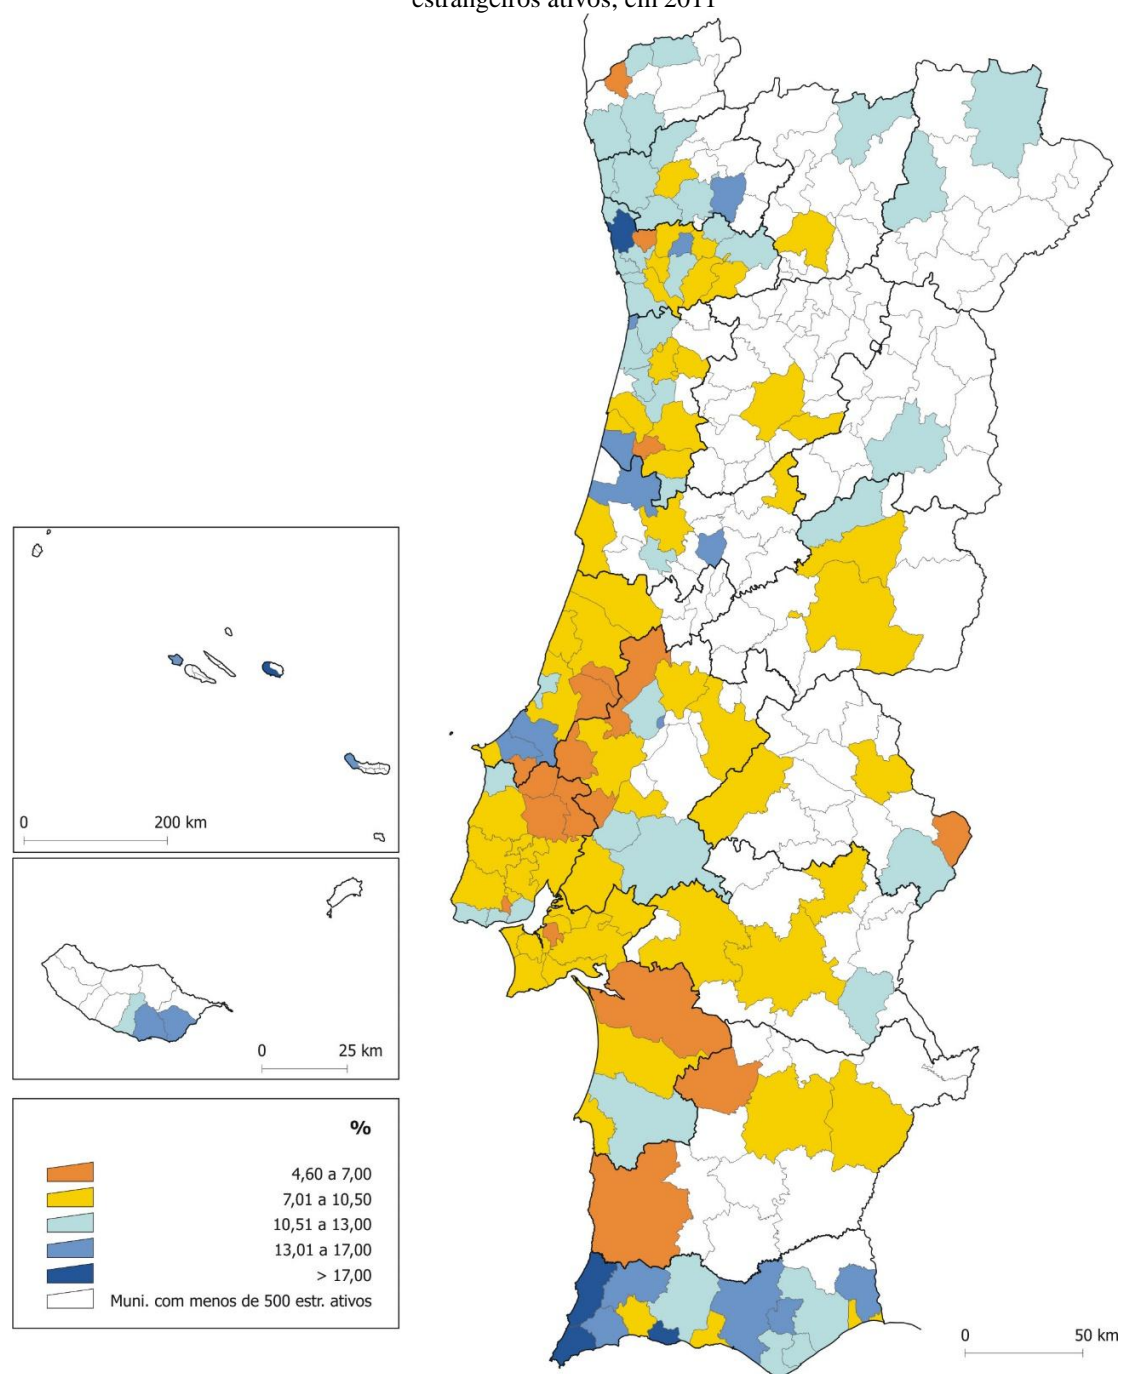 estrangeiros ativos, em 2011
0 200 km
0 25 km
%
4,60 a 7,00
7,01 a 10,50
10,51 a 13,00
13,01 a 17,00
> 17,00
Muni. com menos de 500 estr. ativos
0 50 km